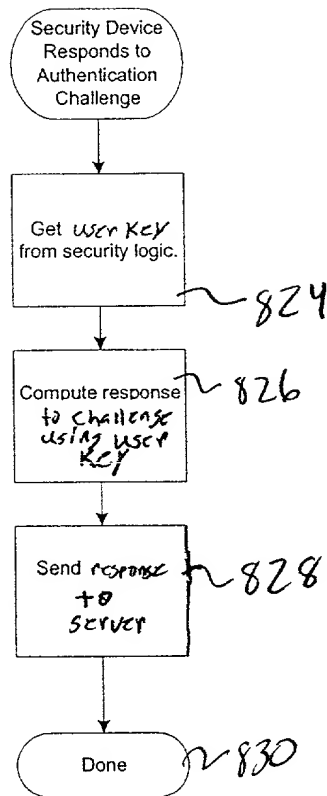 Security Device
Responds to
Authentication
Challenge
Get user Key
from security logic.
824
Compute response
to challenge
using user
Key
826
Send response
to
server
828
Done
830